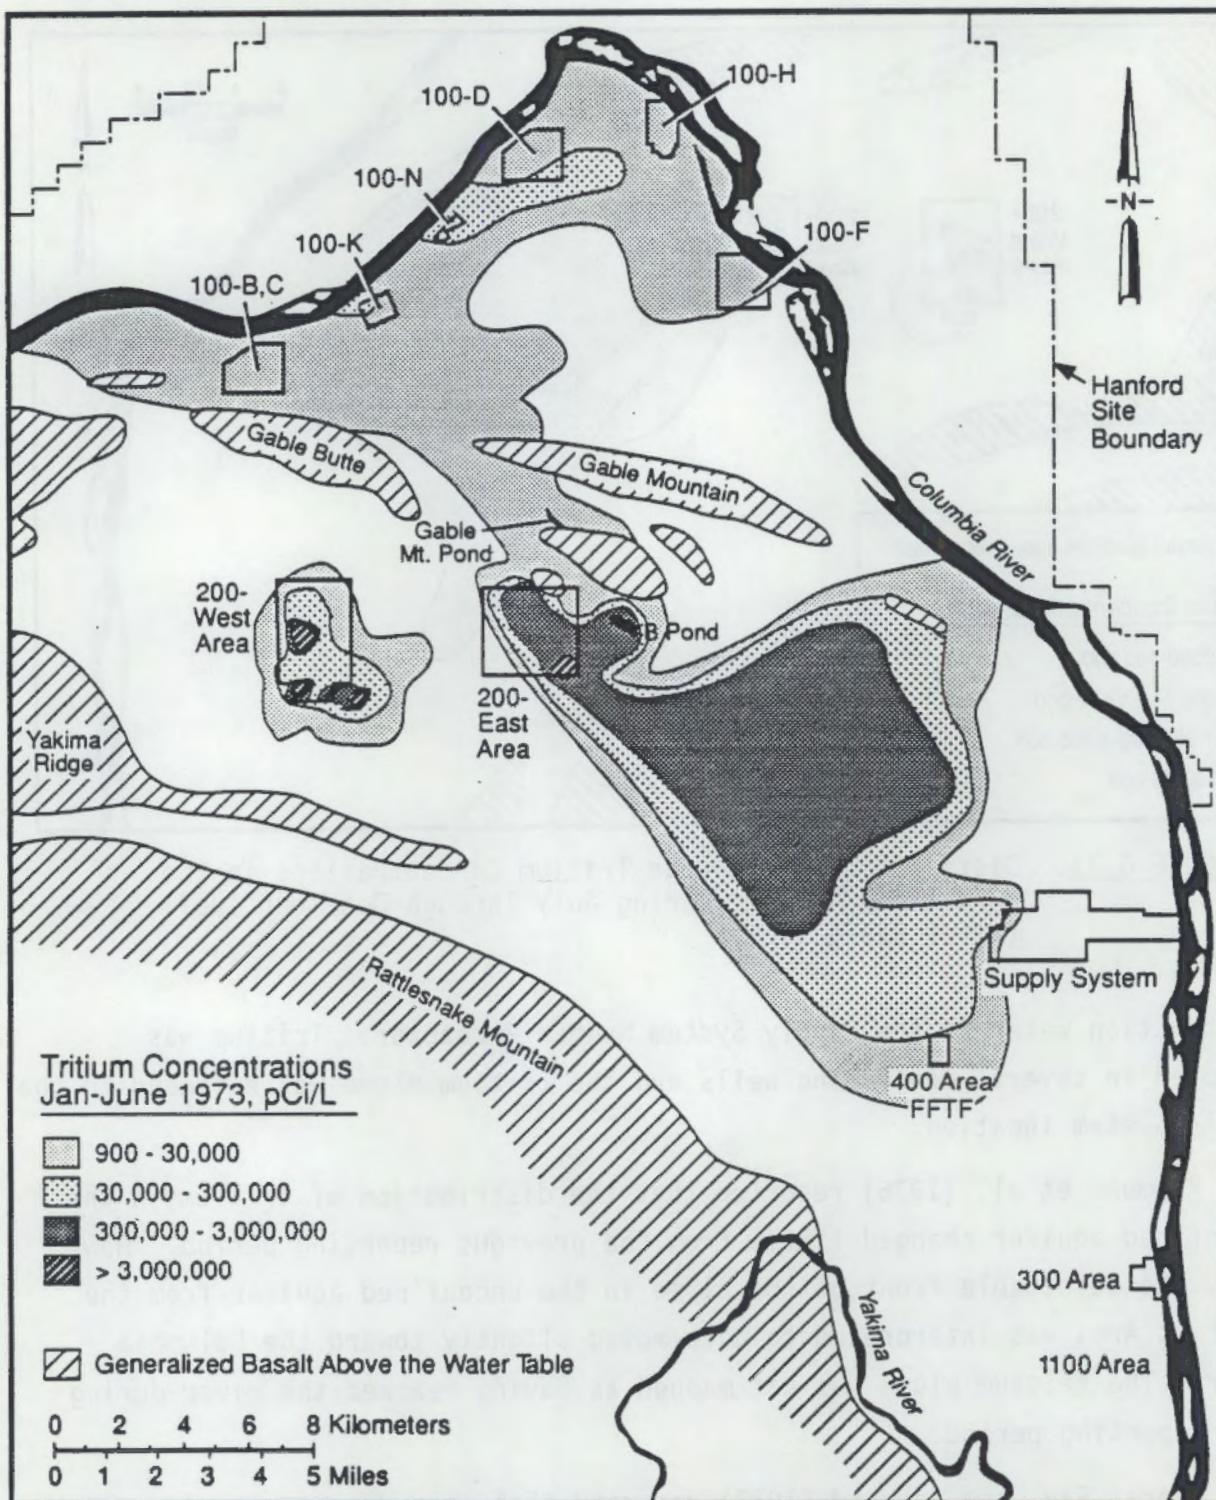 100-H
100-D
100-N
100-F
100-K
100-B,C
-N-
Hanford
Site
Boundary
Gable Butte
Gable Mountain
Columbia River
Gable
Mt. Pond
200-
West
Area
B Pond
200-
East
Area
Yakima
Ridge
Supply System
Rattlesnake Mountain
400 Area
FFTF
Tritium Concentrations
Jan-June 1973, pCi/L
900 - 30,000
30,000 - 300,000
300,000 - 3,000,000
> 3,000,000
300 Area
Yakima River
Generalized Basalt Above the Water Table
1100 Area
0 2 4 6 8 Kilometers
0 1 2 3 4 5 Miles